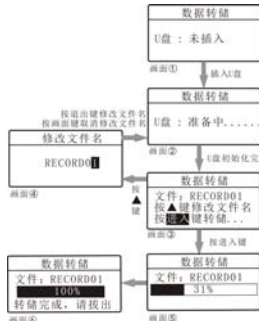 数据转储
U盘：未插入
画面①
插入U盘
数据转储
U盘：准备中......
画面②
按退出键修改文件名
按画面键取消修改文件名
修改文件名
RECORD01
画面④
U盘初始化完
按▲键
数据转储
文件：RECORD01
按▲键修改文件名
按进入键转储...
画面③
按进入键
数据转储
文件：RECORD01
31%
画面⑤
数据转储
文件：RECORD01
100%
转储完成，请拔出